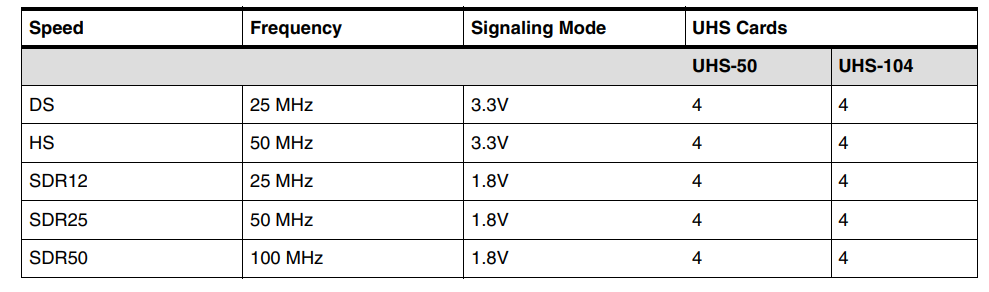 Speed Frequency Signaling Mode UHS Cards
UHS-50 UHS-104
DS 25 MHz 3.3V 4 4
HS 50 MHz 3.3V 4 4
SDR12 25 MHz 1.8V 4 4
SDR25 50 MHz 1.8V 4 4
SDR50 100 MHz 1.8V 4 4